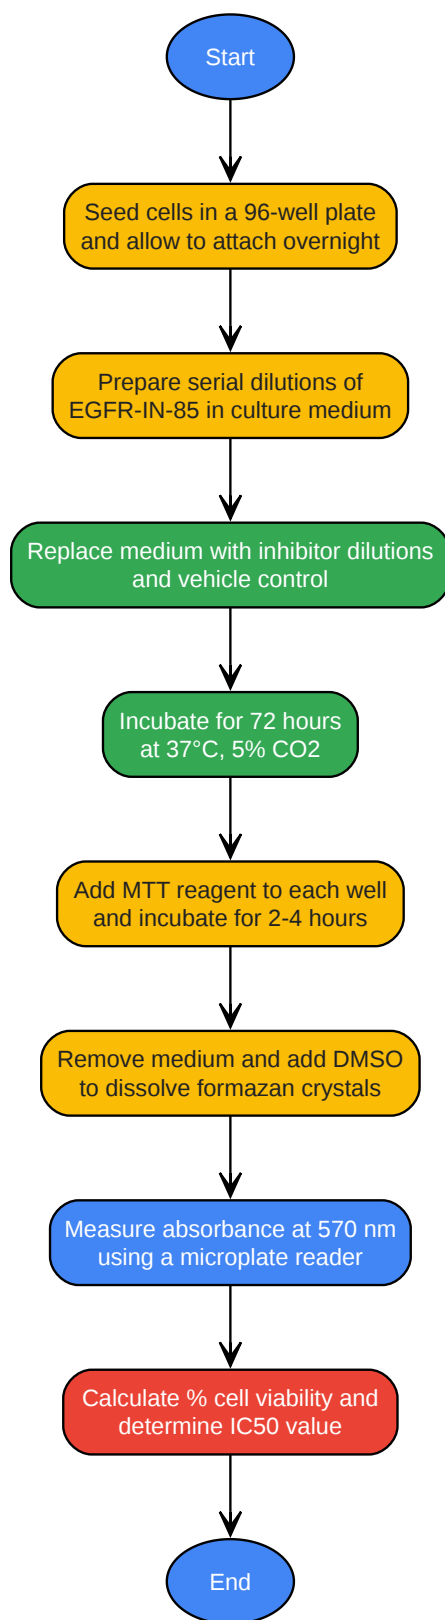 Start
Seed cells in a 96-well plate
and allow to attach overnight
Prepare serial dilutions of
EGFR-IN-85 in culture medium
Replace medium with inhibitor dilutions
and vehicle control
Incubate for 72 hours
at 37°C, 5% CO2
Add MTT reagent to each well
and incubate for 2-4 hours
Remove medium and add DMSO
to dissolve formazan crystals
Measure absorbance at 570 nm
using a microplate reader
Calculate % cell viability and
determine IC50 value
End